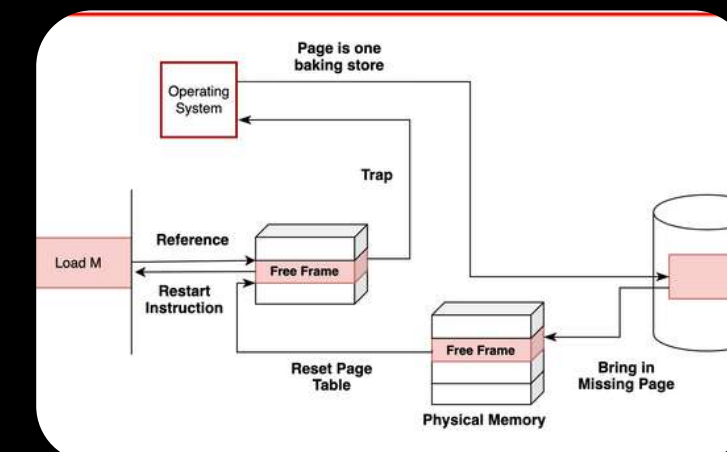 Page is one
baking store
Operating
System
Trap
Load M
Reference
Free Frame
Restart
Instruction
Free Frame
Reset Page
Table
Bring in
Missing Page
Physical Memory